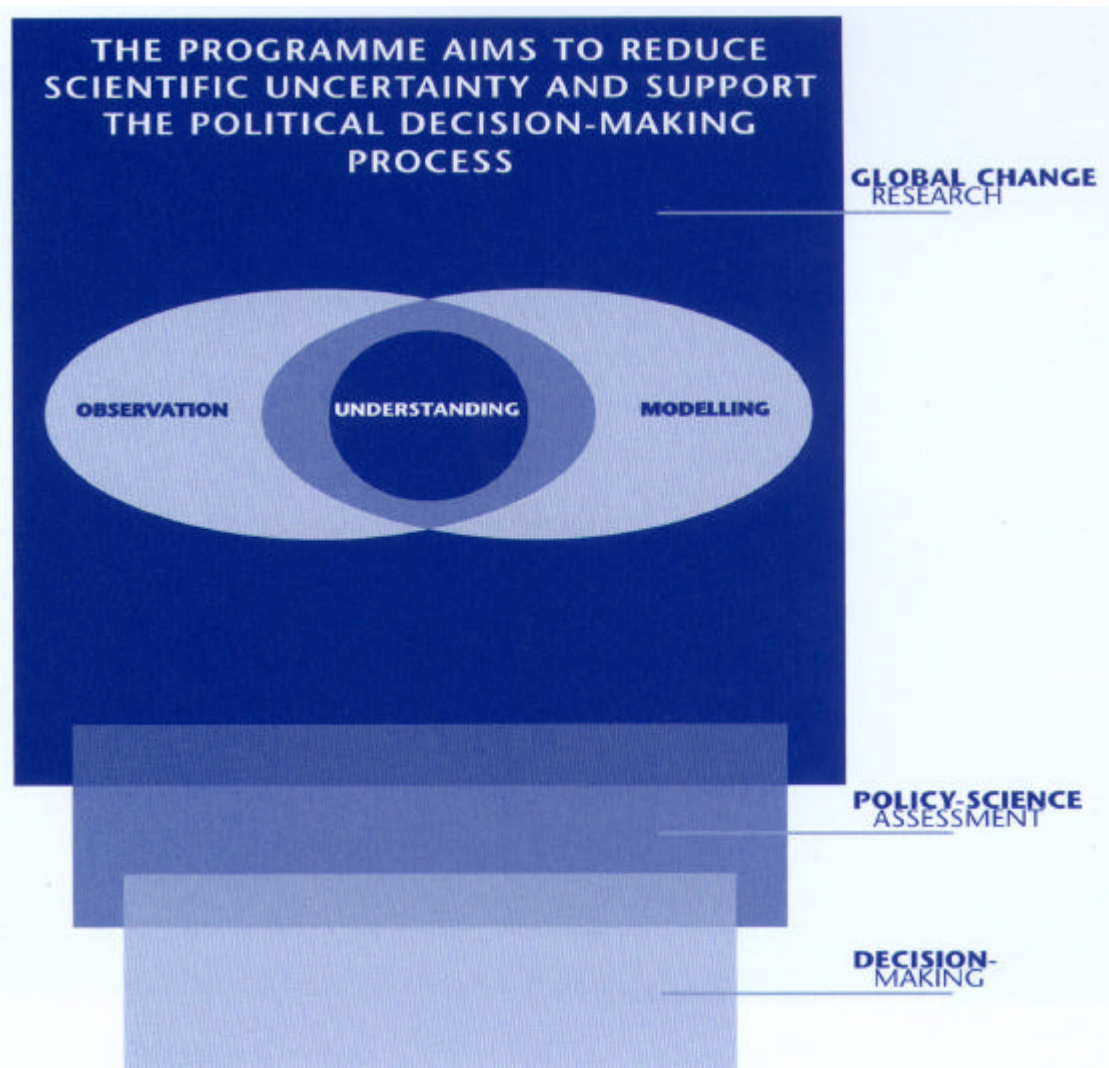 THE PROGRAMME AIMS TO REDUCE
SCIENTIFIC UNCERTAINTY AND SUPPORT
THE POLITICAL DECISION-MAKING
PROCESS
GLOBAL CHANGE
RESEARCH
OBSERVATION
UNDERSTANDING
MODELLING
POLICY-SCIENCE
ASSESSMENT
DECISION-
MAKING